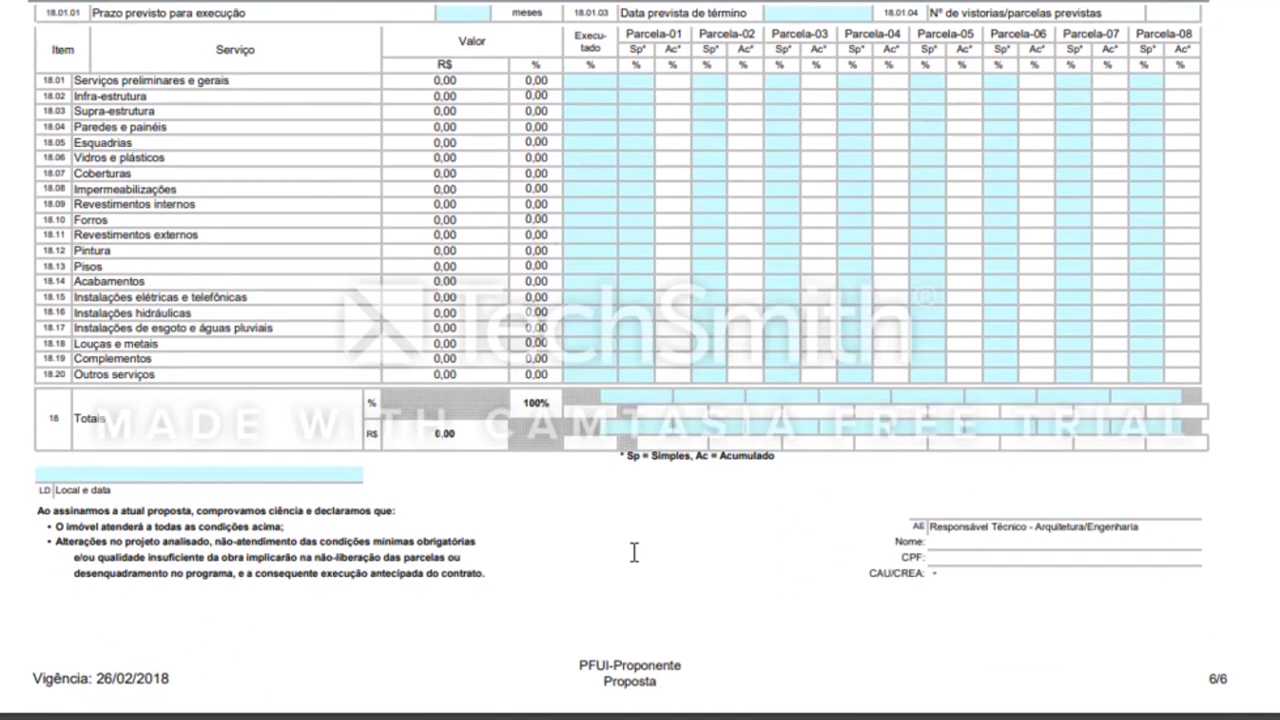 18.01.01 Prazo previsto para execução meses 18.01.03 Data prevista de término 18.01.04 Nº de vistorias/parcelas previstas
Item Serviço Valor Execu-tado Parcela-01 Parcela-02 Parcela-03 Parcela-04 Parcela-05 Parcela-06 Parcela-07 Parcela-08
Sp* Ac* Sp* Ac* Sp* Ac* Sp* Ac* Sp* Ac* Sp* Ac* Sp* Ac* Sp* Ac*
R$ % % % % % % % % % % % % % % % % % %
18.01 Serviços preliminares e gerais 0,00 0,00
18.02 Infra-estrutura 0,00 0,00
18.03 Supra-estrutura 0,00 0,00
18.04 Paredes e painéis 0,00 0,00
18.05 Esquadrias 0,00 0,00
18.06 Vidros e plásticos 0,00 0,00
18.07 Coberturas 0,00 0,00
18.08 Impermeabilizações 0,00 0,00
18.09 Revestimentos internos 0,00 0,00
18.10 Forros 0,00 0,00
18.11 Revestimentos externos 0,00 0,00
18.12 Pintura 0,00 0,00
18.13 Pisos 0,00 0,00
18.14 Acabamentos 0,00 0,00
18.15 Instalações elétricas e telefônicas 0,00 0,00
18.16 Instalações hidráulicas 0,00 0,00
18.17 Instalações de esgoto e águas pluviais 0,00 0,00
18.18 Louças e metais 0,00 0,00
18.19 Complementos 0,00 0,00
18.20 Outros serviços 0,00 0,00
TechSmith®
% 100%
18 Totais
MADE WITH CAMTASIA FREE TRIAL
R$ 0,00
* Sp = Simples, Ac = Acumulado
LD Local e data
Ao assinarmos a atual proposta, comprovamos ciência e declaramos que:
• O imóvel atenderá a todas as condições acima;
• Alterações no projeto analisado, não-atendimento das condições mínimas obrigatórias
e/ou qualidade insuficiente da obra implicarão na não-liberação das parcelas ou
desenquadramento no programa, e a consequente execução antecipada do contrato.
AE Responsável Técnico - Arquitetura/Engenharia
Nome:
CPF:
CAU/CREA: -
Vigência: 26/02/2018
PFUI-Proponente
Proposta
6/6